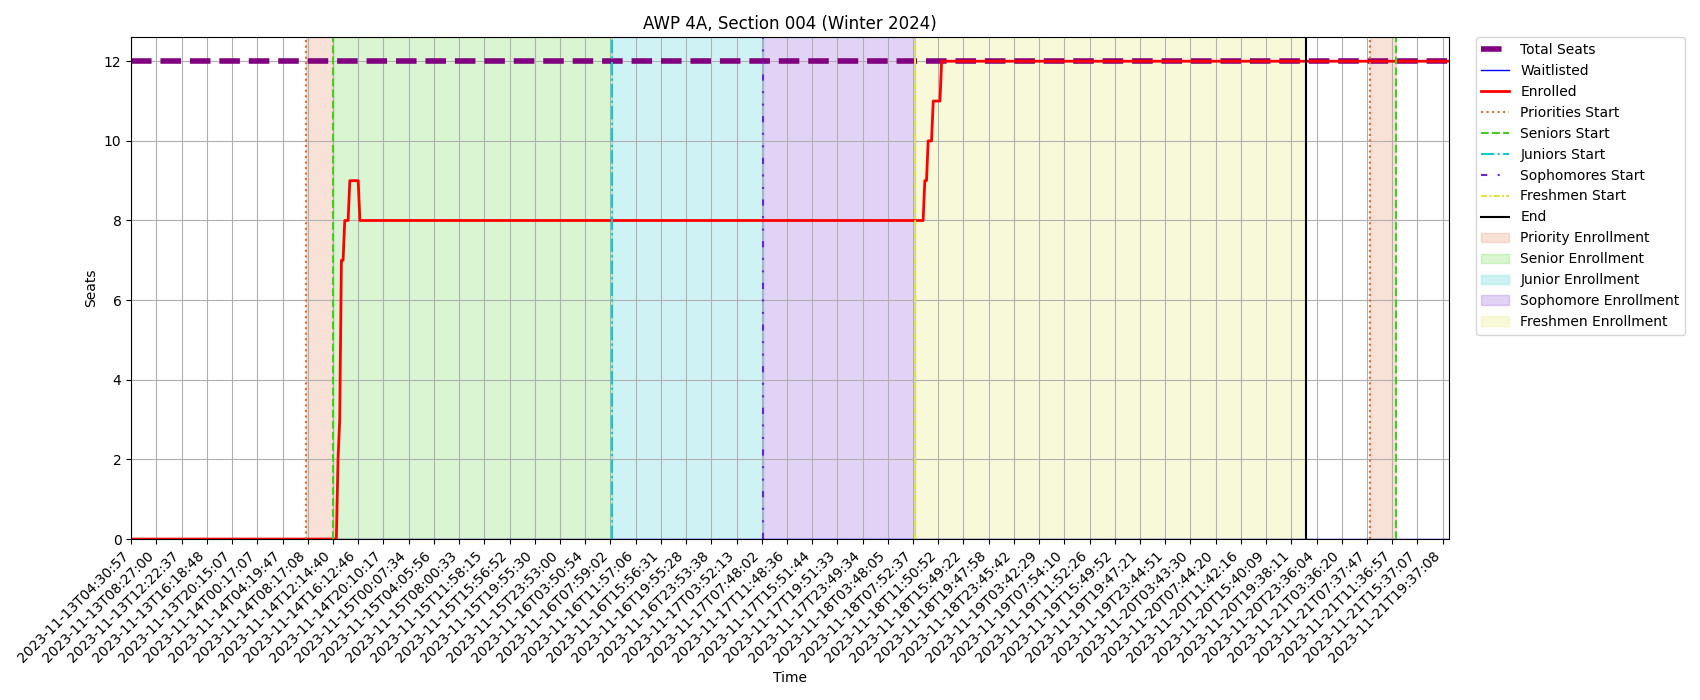 AWP 4A, Section 004 (Winter 2024)
12
10
8
6
4
2
0
Seats
2023-11-13T04:30:57
2023-11-13T08:27:00
2023-11-13T12:22:37
2023-11-13T16:18:48
2023-11-13T20:15:07
2023-11-14T00:17:07
2023-11-14T04:19:47
2023-11-14T08:17:08
2023-11-14T12:14:40
2023-11-14T16:12:46
2023-11-14T20:10:17
2023-11-15T00:07:34
2023-11-15T04:05:56
2023-11-15T08:00:33
2023-11-15T11:58:15
2023-11-15T15:56:52
2023-11-15T19:55:30
2023-11-15T23:53:00
2023-11-16T03:50:54
2023-11-16T07:59:02
2023-11-16T11:57:06
2023-11-16T15:56:31
2023-11-16T19:55:28
2023-11-16T23:53:38
2023-11-17T03:52:13
2023-11-17T07:48:02
2023-11-17T11:48:36
2023-11-17T15:51:44
2023-11-17T19:51:33
2023-11-17T23:49:34
2023-11-18T03:48:05
2023-11-18T07:52:37
2023-11-18T11:50:52
2023-11-18T15:49:22
2023-11-18T19:47:58
2023-11-18T23:45:42
2023-11-19T03:42:29
2023-11-19T07:54:10
2023-11-19T11:52:26
2023-11-19T15:49:52
2023-11-19T19:47:21
2023-11-19T23:44:51
2023-11-20T03:43:30
2023-11-20T07:44:20
2023-11-20T11:42:16
2023-11-20T15:40:09
2023-11-20T19:38:11
2023-11-20T23:36:04
2023-11-21T03:36:20
2023-11-21T07:37:47
2023-11-21T11:36:57
2023-11-21T15:37:07
2023-11-21T19:37:08
Time
Total Seats
Waitlisted
Enrolled
Priorities Start
Seniors Start
Juniors Start
Sophomores Start
Freshmen Start
End
Priority Enrollment
Senior Enrollment
Junior Enrollment
Sophomore Enrollment
Freshmen Enrollment